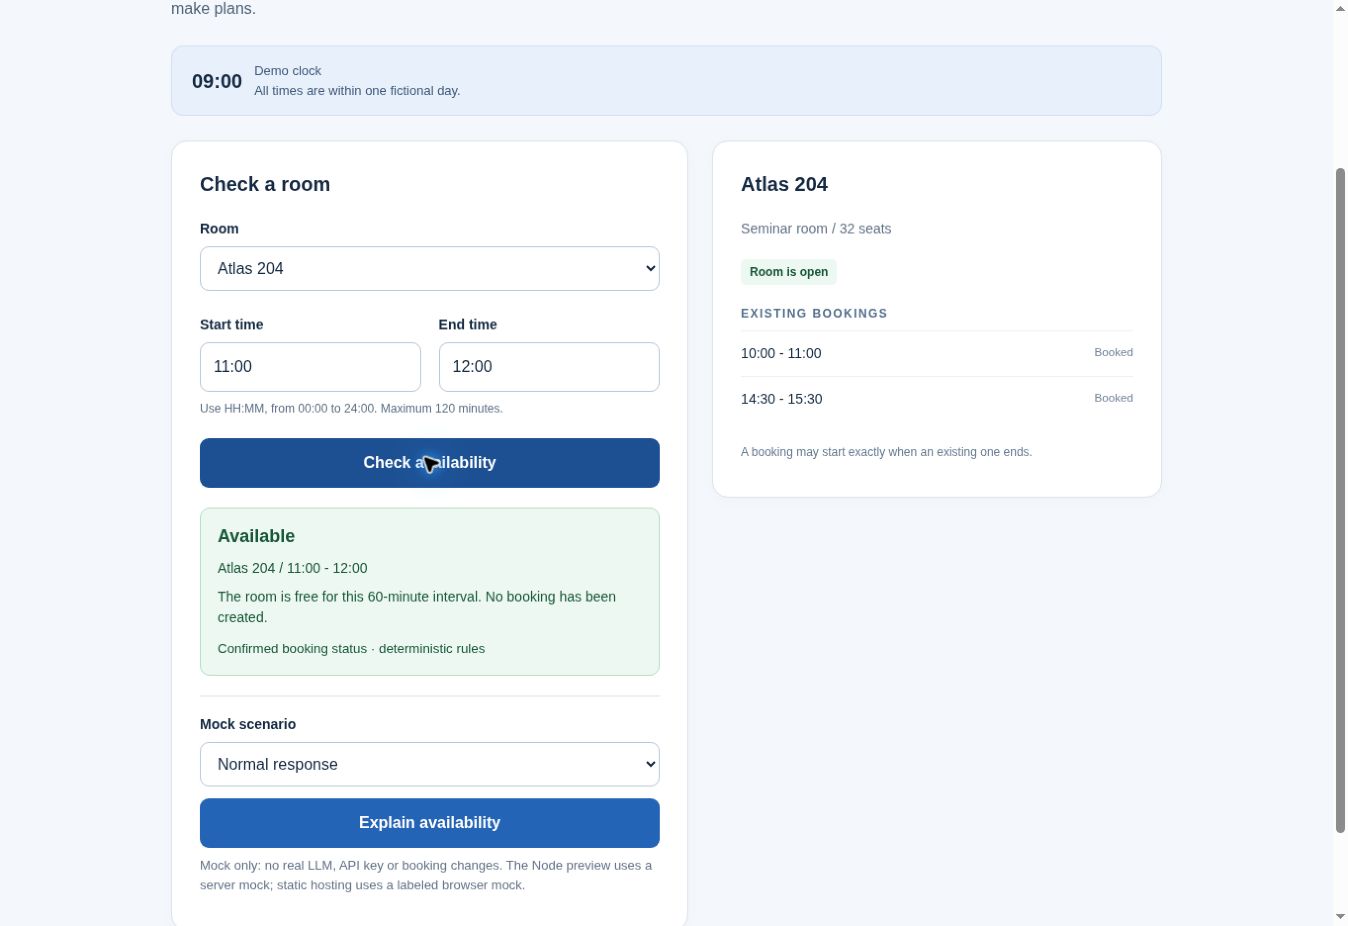 make plans.
09:00
Demo clock
All times are within one fictional day.
Check a room
Room
Atlas 204
Start time
End time
11:00
12:00
Use HH:MM, from 00:00 to 24:00. Maximum 120 minutes.
Check availability
Available
Atlas 204 / 11:00 - 12:00
The room is free for this 60-minute interval. No booking has been
created.
Confirmed booking status · deterministic rules
Mock scenario
Normal response
Explain availability
Mock only: no real LLM, API key or booking changes. The Node preview uses a
server mock; static hosting uses a labeled browser mock.
Atlas 204
Seminar room / 32 seats
Room is open
EXISTING BOOKINGS
10:00 - 11:00
Booked
14:30 - 15:30
Booked
A booking may start exactly when an existing one ends.